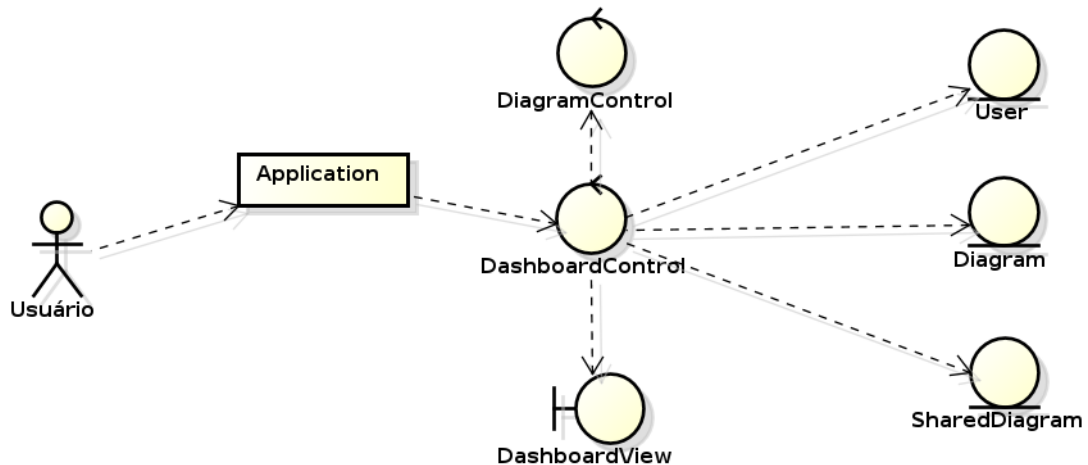 DiagramControl
User
Application
Usuário
DashboardControl
Diagram
DashboardView
SharedDiagram